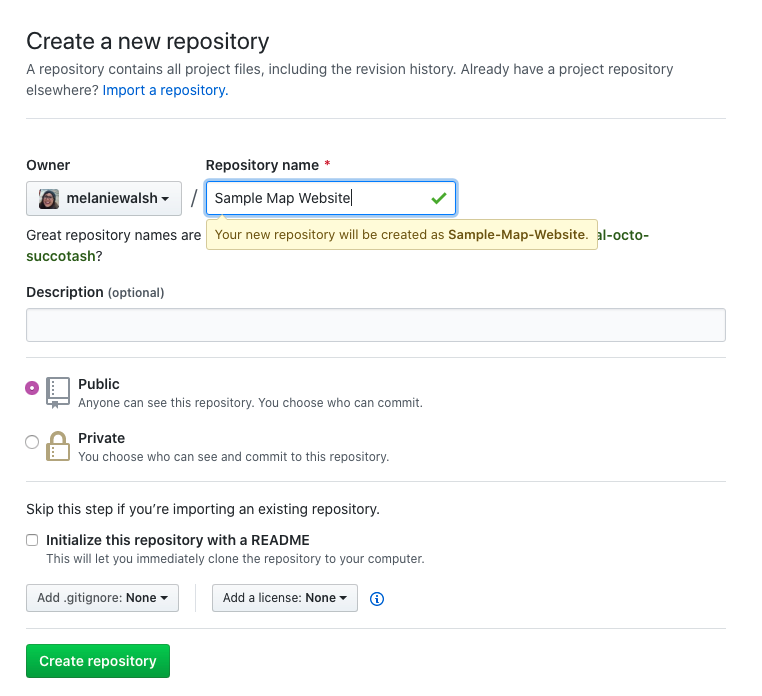 Create a new repository
A repository contains all project files, including the revision history. Already have a project repository
elsewhere? Import a repository.
Owner
Repository name *
melaniewalsh
/
Sample Map Website
Great repository names are
Your new repository will be created as Sample-Map-Website.
al-octo-
succotash?
Description (optional)
Public
Anyone can see this repository. You choose who can commit.
Private
You choose who can see and commit to this repository.
Skip this step if you’re importing an existing repository.
Initialize this repository with a README
This will let you immediately clone the repository to your computer.
Add .gitignore: None
Add a license: None
Create repository